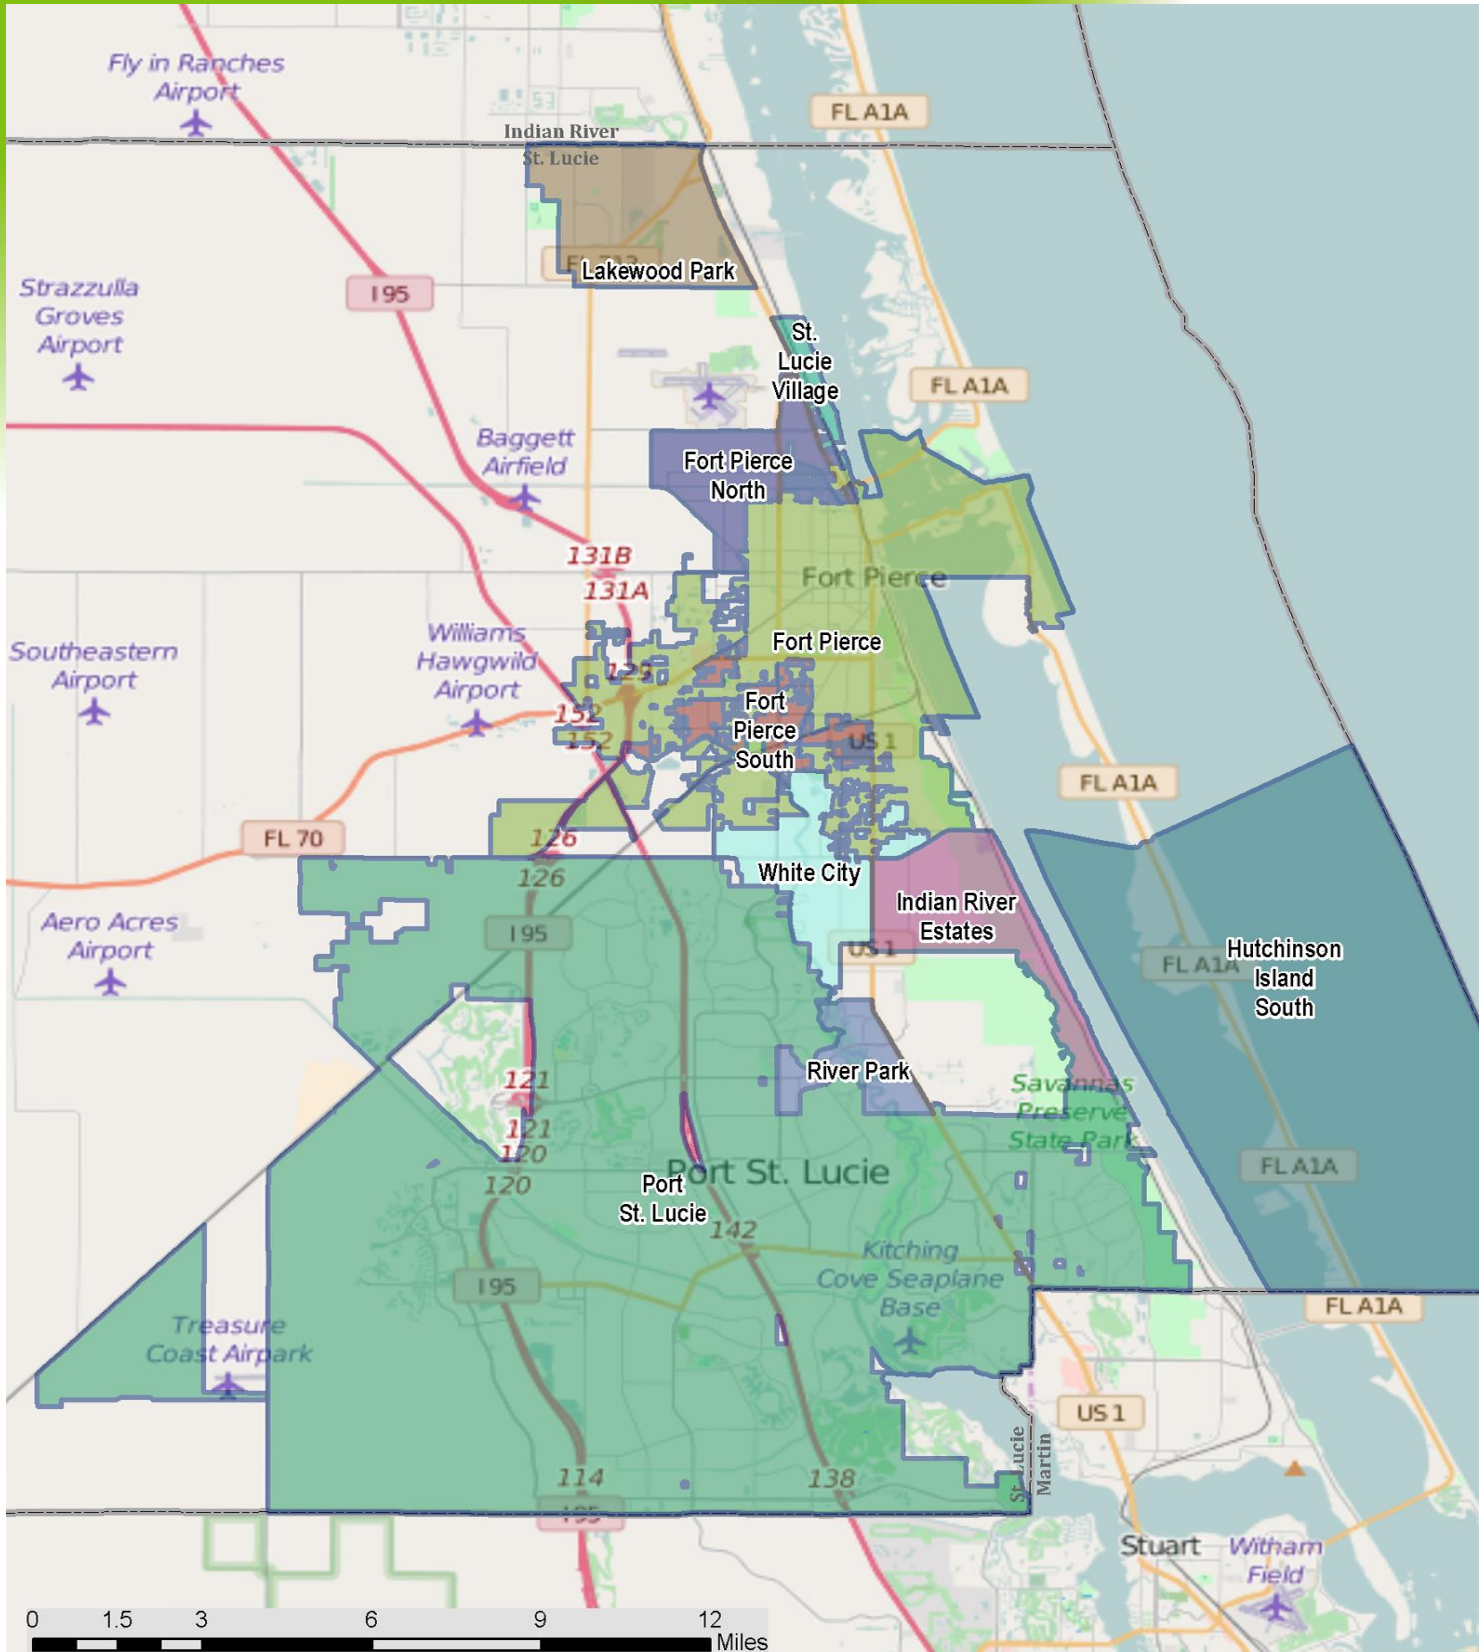 Fly in Ranches
Airport
FL A1A
Indian River
St. Lucie
Lakewood Park
I 95
Strazzulla
Groves
Airport
St.
Lucie
Village
FL A1A
Baggett
Airfield
Fort Pierce
North
131B
131A
Fort Pierce
Williams
Hawgwild
Airport
Fort Pierce
Southeastern
Airport
129
152
152
Fort
Pierce
South
US 1
FL A1A
FL 70
126
126
White City
Indian River
Estates
Aero Acres
Airport
I 95
US 1
FL A1A
Hutchinson
Island
South
River Park
121
121
120
120
Savannas
Preserve
State Park
FL A1A
Port St. Lucie
Port
St. Lucie
142
Kitching
Cove Seaplane
Base
I 95
FL A1A
Treasure
Coast Airpark
US 1
St. Lucie
Martin
114
138
I 95
Stuart
Witham
Field
0 1.5 3 6 9 12
Miles